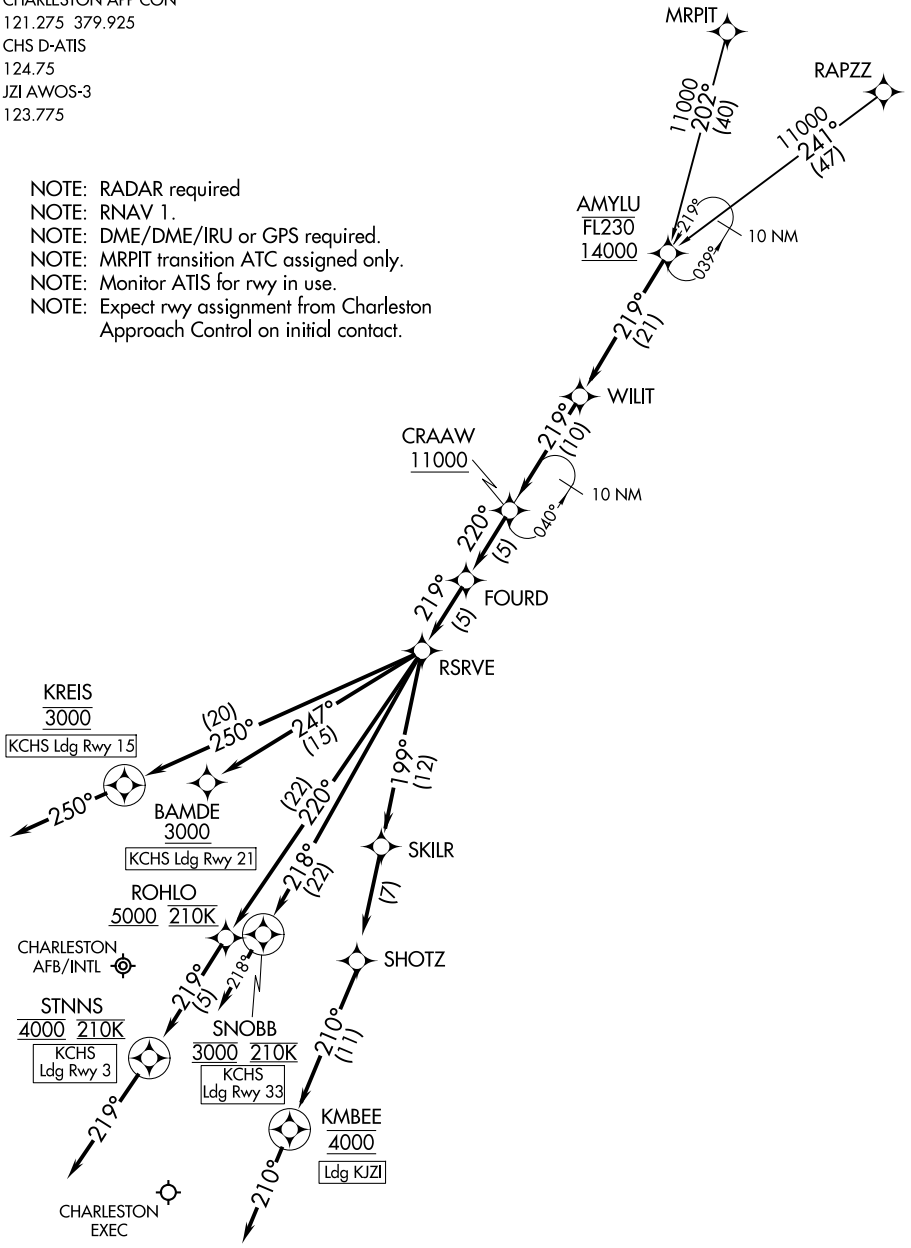 CHARLESTON APP CON
121.275 379.925
CHS D-ATIS
124.75
JZI AWOS-3
123.775
NOTE: RADAR required
NOTE: RNAV 1.
NOTE: DME/DME/IRU or GPS required.
NOTE: MRPIT transition ATC assigned only.
NOTE: Monitor ATIS for rwy in use.
NOTE: Expect rwy assignment from Charleston
Approach Control on initial contact.
MRPIT
11000
202°
(40)
RAPZZ
11000
241°
(47)
AMYLU
FL230
14000
219°
039°
10 NM
219°
(21)
WILIT
219°
(10)
CRAAW
11000
040°
10 NM
220°
(5)
FOURD
219°
(5)
RSRVE
KREIS
3000
KCHS Ldg Rwy 15
(20)
250°
250°
247°
(15)
BAMDE
3000
KCHS Ldg Rwy 21
(22)
220°
218°
(22)
199°
(12)
SKILR
(7)
ROHLO
5000 210K
CHARLESTON
AFB/INTL
SHOTZ
219°
(5)
218°
STNNS
4000 210K
KCHS
Ldg Rwy 3
SNOBB
3000 210K
KCHS
Ldg Rwy 33
210°
(11)
219°
KMBEE
4000
Ldg KJZI
210°
CHARLESTON
EXEC